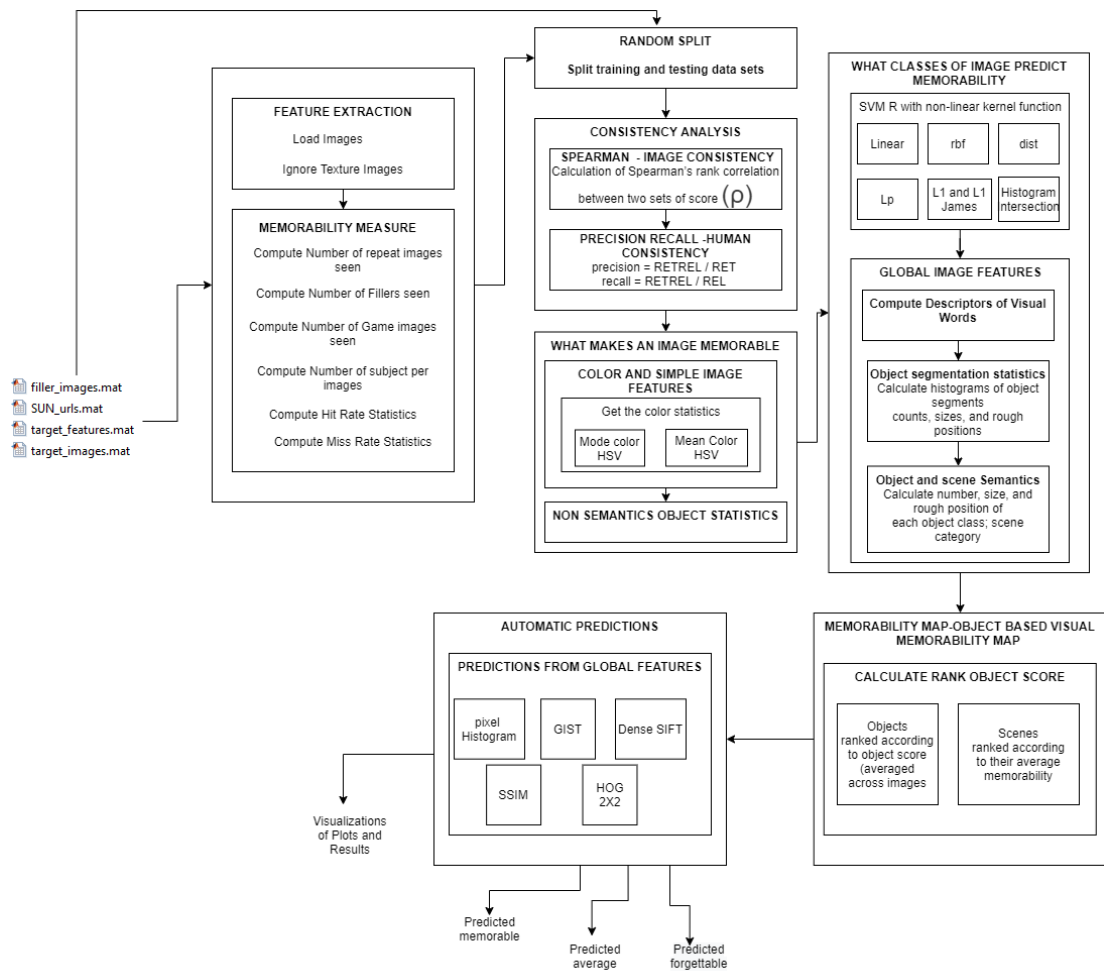 filler_images.mat
SUN_urls.mat
target_features.mat
target_images.mat
FEATURE EXTRACTION
Load Images
Ignore Texture Images
MEMORABILITY MEASURE
Compute Number of repeat images
seen
Compute Number of Fillers seen
Compute Number of Game images
seen
Compute Number of subject per
images
Compute Hit Rate Statistics
Compute Miss Rate Statistics
RANDOM SPLIT
Split training and testing data sets
CONSISTENCY ANALYSIS
SPEARMAN - IMAGE CONSISTENCY
Calculation of Spearman's rank correlation
between two sets of score (ρ)
PRECISION RECALL -HUMAN
CONSISTENCY
precision = RETREL / RET
recall = RETREL / REL
WHAT MAKES AN IMAGE MEMORABLE
COLOR AND SIMPLE IMAGE
FEATURES
Get the color statistics
Mode color
HSV
Mean Color
HSV
NON SEMANTICS OBJECT STATISTICS
WHAT CLASSES OF IMAGE PREDICT
MEMORABILITY
SVM R with non-linear kernel function
Linear
rbf
dist
Lp
L1 and L1
James
Histogram
intersection
GLOBAL IMAGE FEATURES
Compute Descriptors of Visual
Words
Object segmentation statistics
Calculate histograms of object
segments
counts, sizes, and rough
positions
Object and scene Semantics
Calculate number, size, and
rough position of
each object class; scene
category
MEMORABILITY MAP-OBJECT BASED VISUAL
MEMORABILITY MAP
CALCULATE RANK OBJECT SCORE
Objects
ranked according
to object score
(averaged
across images
Scenes
ranked according
to their average
memorability
AUTOMATIC PREDICTIONS
PREDICTIONS FROM GLOBAL FEATURES
pixel
Histogram
GIST
Dense SIFT
SSIM
HOG
2X2
Visualizations
of Plots and
Results
Predicted
memorable
Predicted
average
Predicted
forgettable